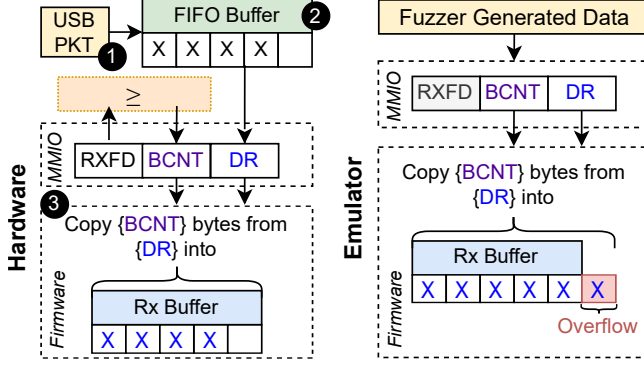 USB
PKT
1
FIFO Buffer
2
X X X X
≥
MMIO
RXFD BCNT DR
Hardware
3
Copy {BCNT} bytes from
{DR} into
Firmware
Rx Buffer
X X X X
Fuzzer Generated Data
MMIO
RXFD BCNT DR
Emulator
Copy {BCNT} bytes from
{DR} into
Firmware
Rx Buffer
X X X X X X
Overflow